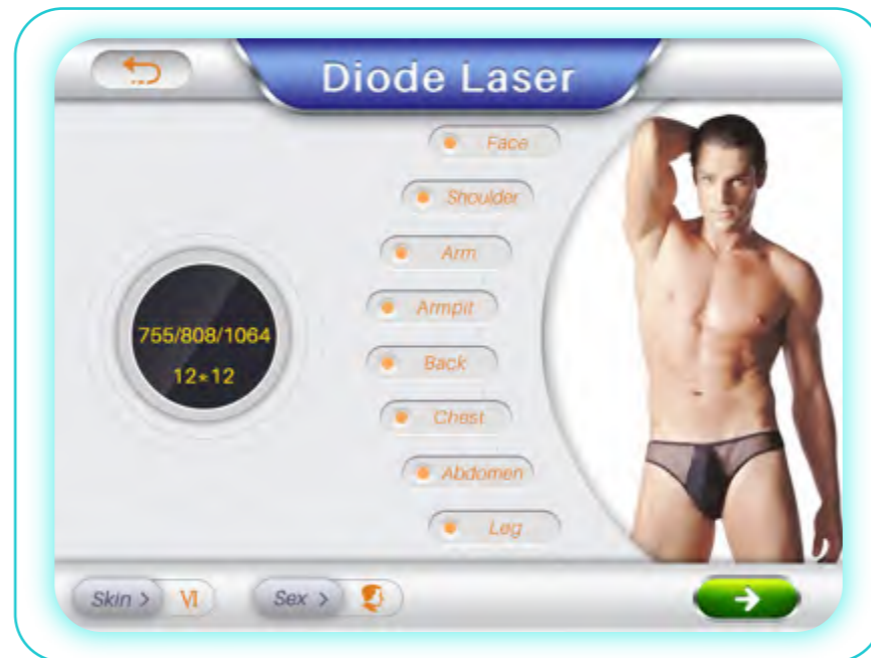 Diode Laser
Face
Shoulder
Arm
Armpit
Back
Chest
Abdomen
Leg
755/808/1064
12*12
Skin >
VI
Sex >